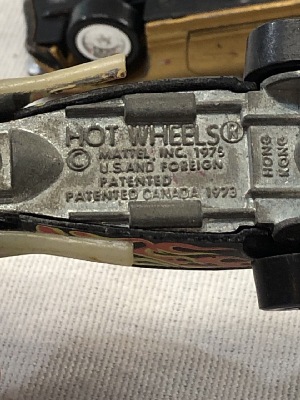 HOT WHEELS®
© MATTEL, INC. 1975
U.S. AND FOREIGN
PATENTED
PATENTED CANADA 1973
HONG
KONG